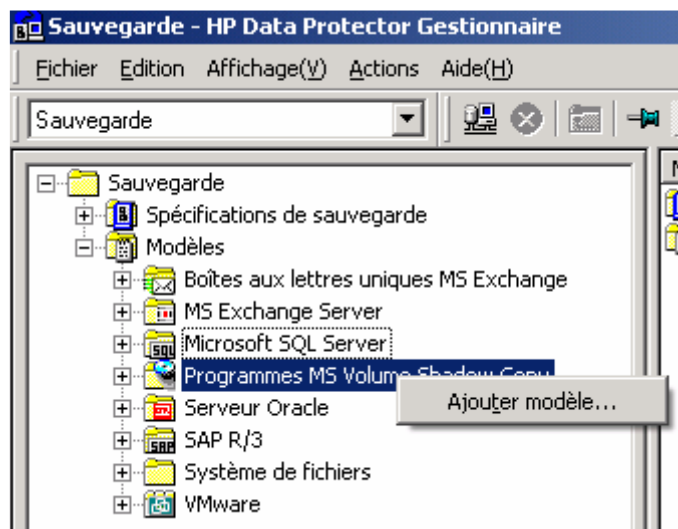 Sauvegarde - HP Data Protector Gestionnaire
Fichier Edition Affichage(V) Actions Aide(H)
Sauvegarde
Sauvegarde
Spécifications de sauvegarde
Modèles
Boîtes aux lettres uniques MS Exchange
MS Exchange Server
Microsoft SQL Server
Programmes MS Volume Shadow Copy
Ajouter modèle...
Serveur Oracle
SAP R/3
Système de fichiers
VMware